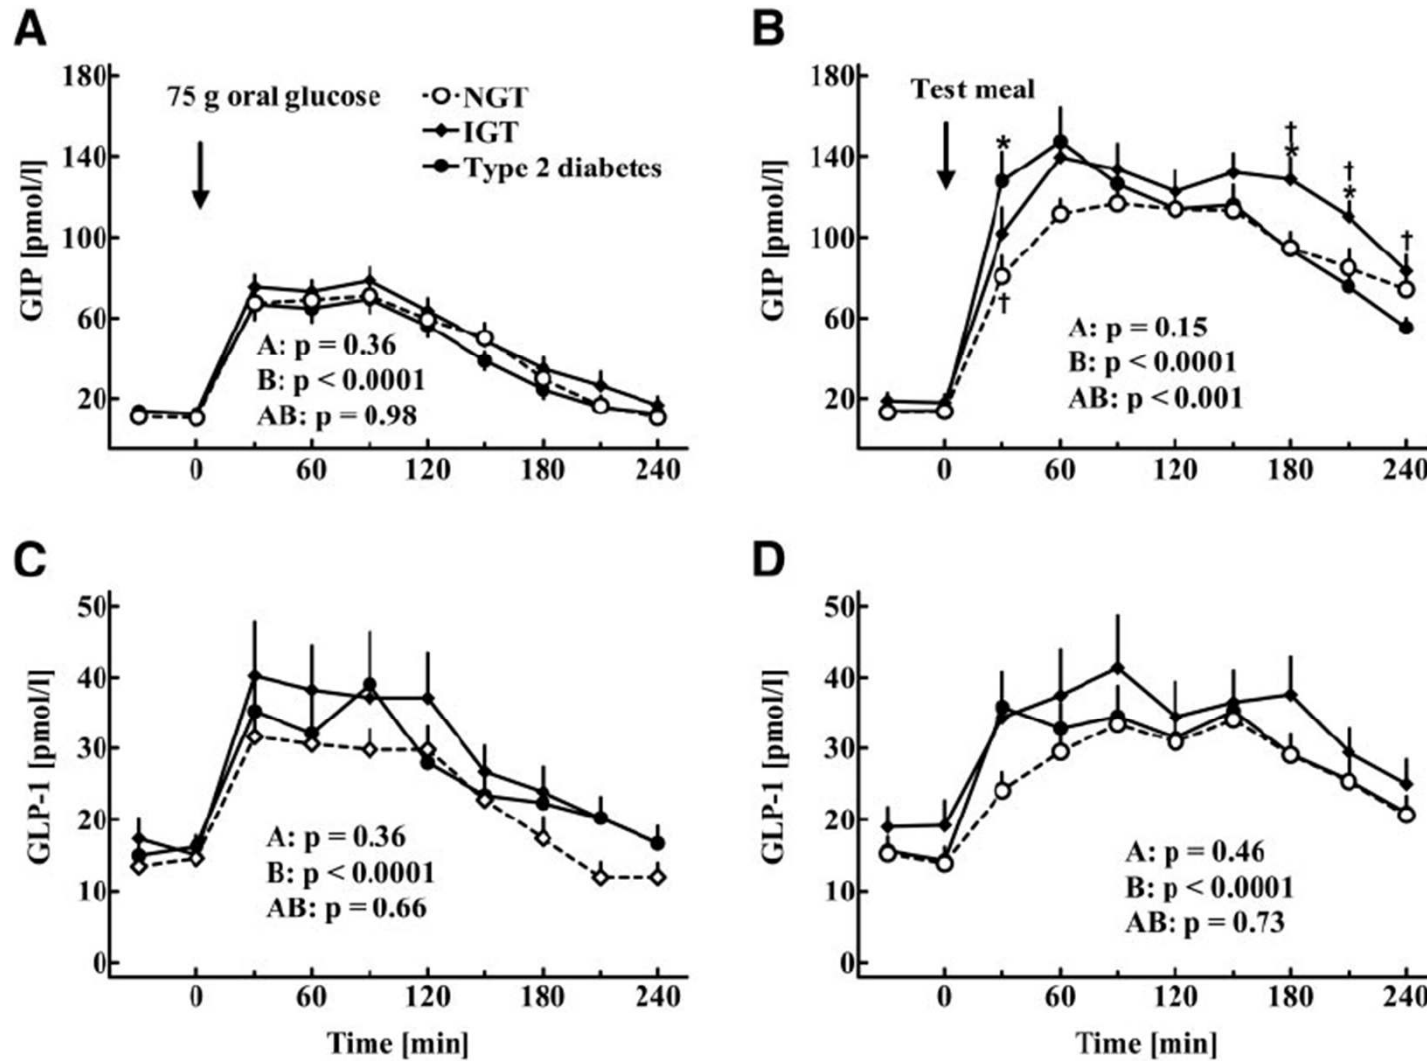 A
75 g oral glucose
NGT
IGT
Type 2 diabetes
GIP [pmol/l]
180
140
100
60
20
A: p = 0.36
B: p < 0.0001
AB: p = 0.98
0 60 120 180 240
B
Test meal
GIP [pmol/l]
180
140
100
60
20
*
†
*
†
*
†
†
A: p = 0.15
B: p < 0.0001
AB: p < 0.001
0 60 120 180 240
C
GLP-1 [pmol/l]
50
40
30
20
10
0
A: p = 0.36
B: p < 0.0001
AB: p = 0.66
0 60 120 180 240
Time [min]
D
GLP-1 [pmol/l]
50
40
30
20
10
0
A: p = 0.46
B: p < 0.0001
AB: p = 0.73
0 60 120 180 240
Time [min]